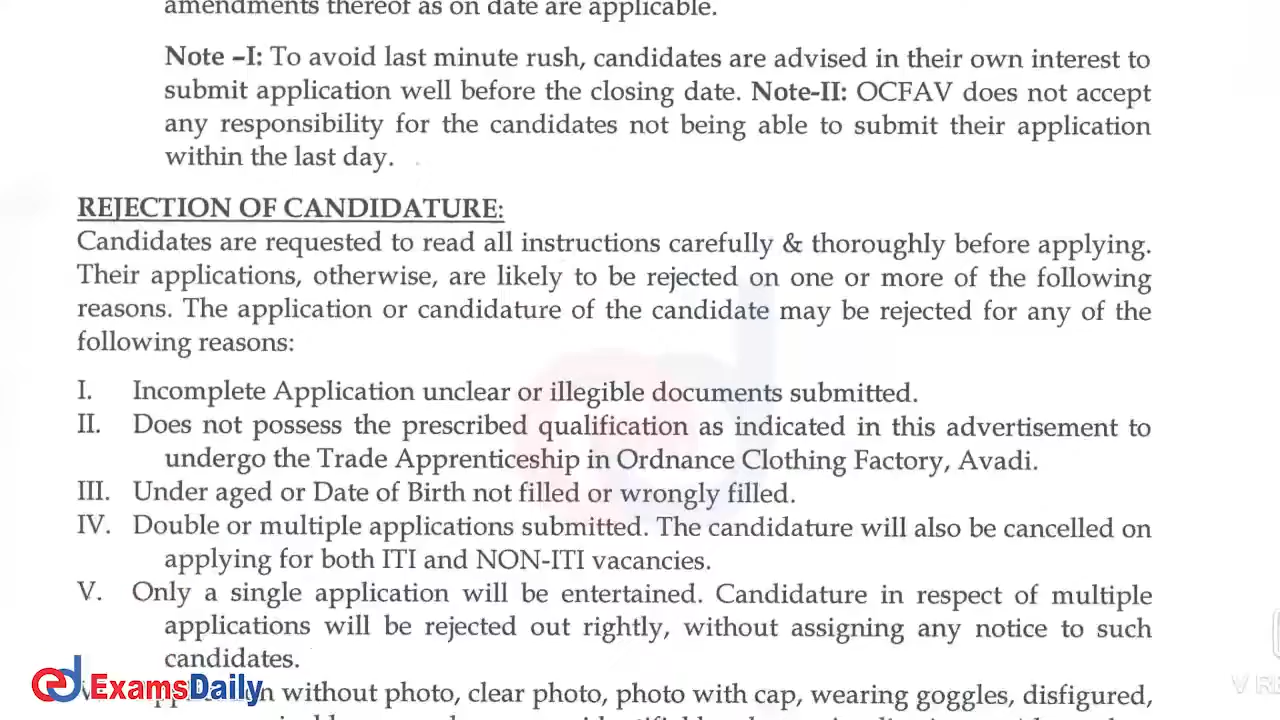 amendments thereof as on date are applicable.
Note –I: To avoid last minute rush, candidates are advised in their own interest to
submit application well before the closing date. Note-II: OCFAV does not accept
any responsibility for the candidates not being able to submit their application
within the last day.
REJECTION OF CANDIDATURE:
Candidates are requested to read all instructions carefully & thoroughly before applying.
Their applications, otherwise, are likely to be rejected on one or more of the following
reasons. The application or candidature of the candidate may be rejected for any of the
following reasons:
I. Incomplete Application unclear or illegible documents submitted.
II. Does not possess the prescribed qualification as indicated in this advertisement to
undergo the Trade Apprenticeship in Ordnance Clothing Factory, Avadi.
III. Under aged or Date of Birth not filled or wrongly filled.
IV. Double or multiple applications submitted. The candidature will also be cancelled on
applying for both ITI and NON-ITI vacancies.
V. Only a single application will be entertained. Candidature in respect of multiple
applications will be rejected out rightly, without assigning any notice to such
candidates.
ExamsDaily
without photo, clear photo, photo with cap, wearing goggles, disfigured,